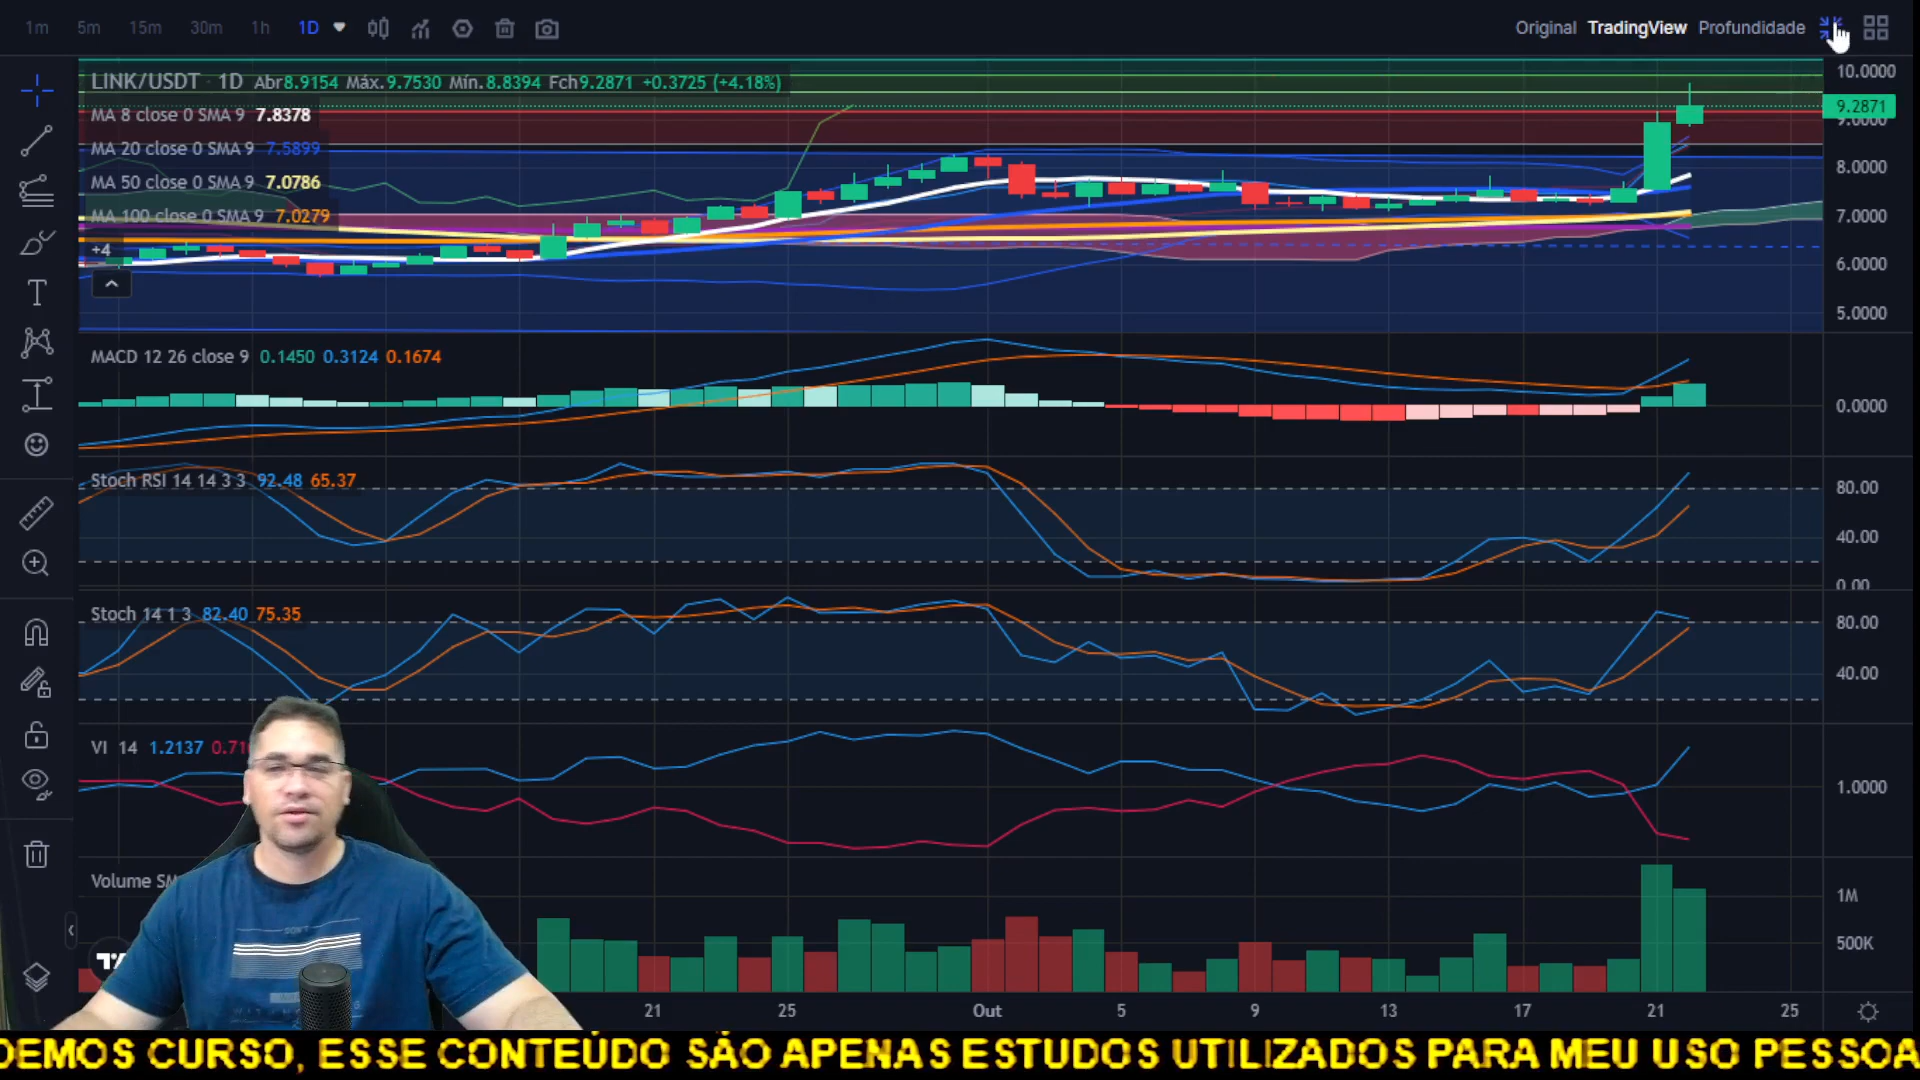 1m 5m 15m 30m 1h 1D
Original TradingView Profundidade
LINK/USDT 1D Abr8.9154 Máx.9.7530 Mín.8.8394 Fch9.2871 +0.3725 (+4.18%)
MA 8 close 0 SMA 9 7.8378
MA 20 close 0 SMA 9 7.5899
MA 50 close 0 SMA 9 7.0786
MA 100 close 0 SMA 9 7.0279
+4
10.0000
9.2871
9.0000
8.0000
7.0000
6.0000
5.0000
MACD 12 26 close 9 0.1450 0.3124 0.1674
0.0000
Stoch RSI 14 14 3 3 92.48 65.37
80.00
40.00
0.00
Stoch 14 1 3 82.40 75.35
80.00
40.00
VI 14 1.2137
1.0000
Volume
1M
500K
DON'T
21 25 Out 5 9 13 17 21 25
DEMOS CURSO, ESSE CONTEÚDO SÃO APENAS ESTUDOS UTILIZADOS PARA MEU USO PESSOA